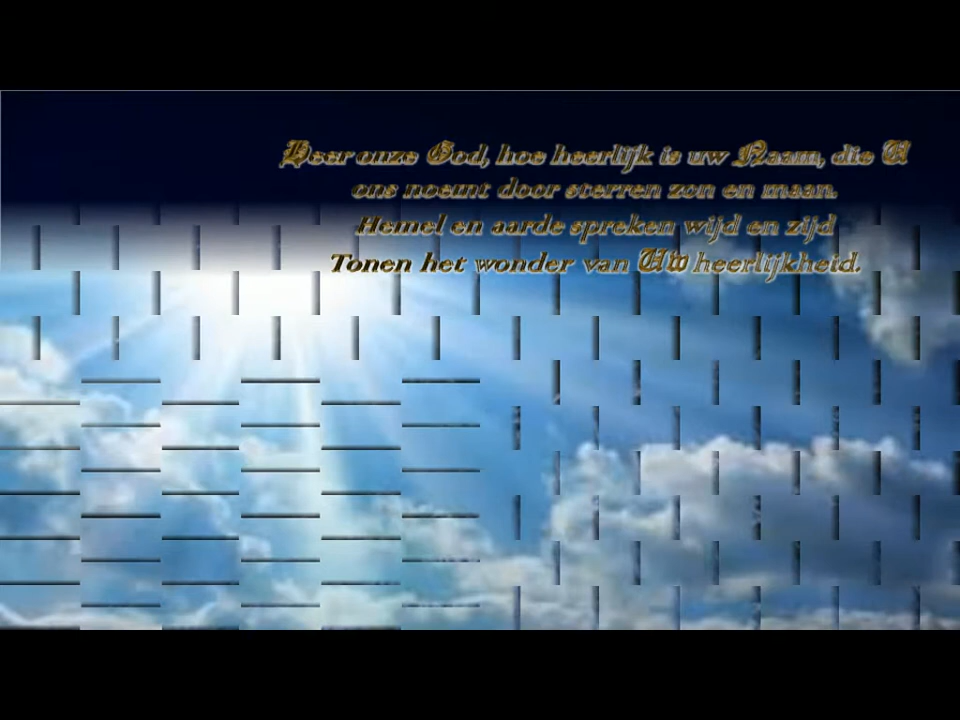 Heer onze God, hoe heerlijk is uw Naam, die U
ons noemt door sterren zon en maan.
Hemel en aarde spreken wijd en zijd
Tonen het wonder van Uw heerlijkheid.